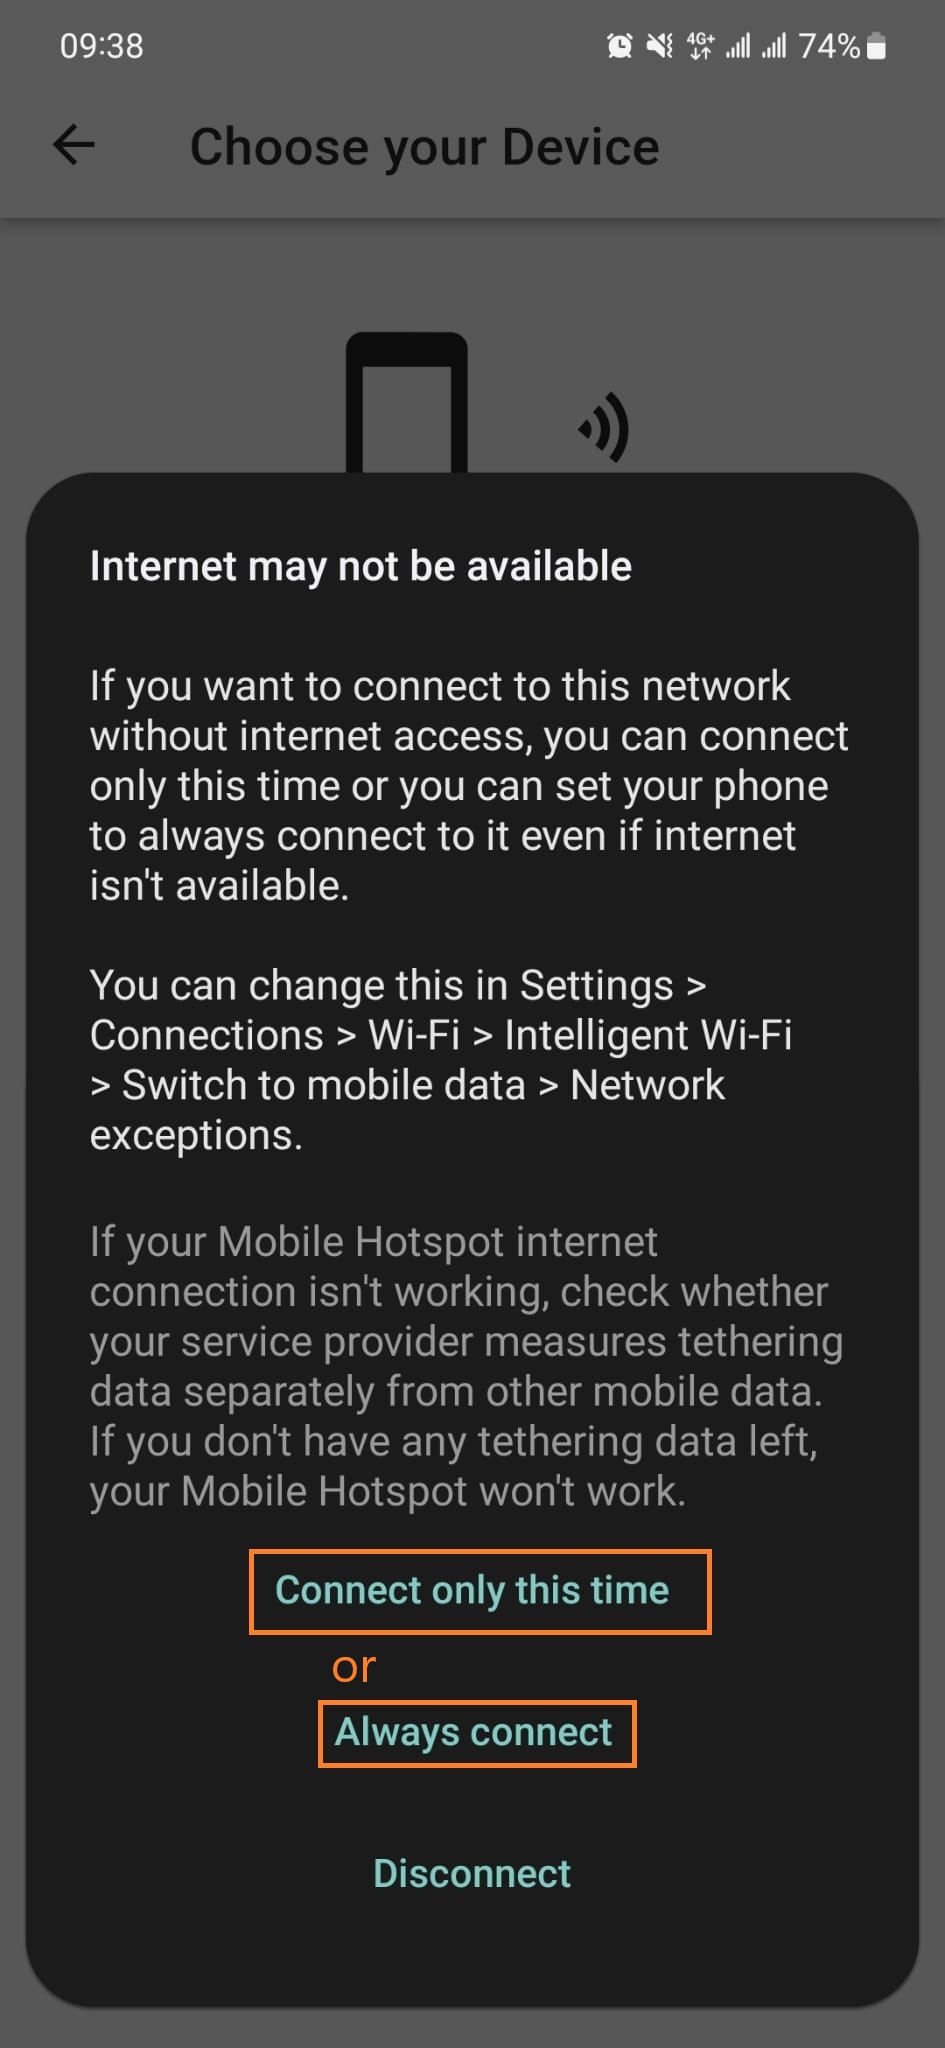 09:38
4G+
74%
Choose your Device
Internet may not be available
If you want to connect to this network
without internet access, you can connect
only this time or you can set your phone
to always connect to it even if internet
isn't available.
You can change this in Settings >
Connections > Wi-Fi > Intelligent Wi-Fi
> Switch to mobile data > Network
exceptions.
If your Mobile Hotspot internet
connection isn't working, check whether
your service provider measures tethering
data separately from other mobile data.
If you don't have any tethering data left,
your Mobile Hotspot won't work.
Connect only this time
or
Always connect
Disconnect